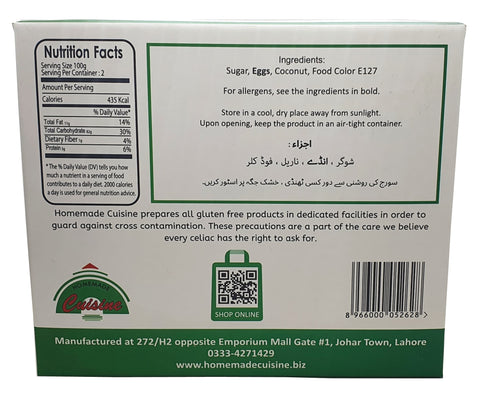 Nutrition Facts
Serving Size 100g
Serving Per Container : 2
Amount Per Serving
Calories 435 Kcal
% Daily Value*
Total Fat 11g 14%
Total Carbohydrate 82g 30%
Dietary Fiber 1g 4%
Protein 5g 6%
* The % Daily Value (DV) tells you how
much a nutrient in a serving of food
contributes to a daily diet. 2000 calories
a day is used for general nutrition advice.
Ingredients:
Sugar, Eggs, Coconut, Food Color E127
For allergens, see the ingredients in bold.
Store in a cool, dry place away from sunlight.
Upon opening, keep the product in an air-tight container.
اجزاء :
شوگر ، انڈے ، ناریل ، فوڈ کلر
سورج کی روشنی سے دور کسی ٹھنڈی ، خشک جگہ پر اسٹور کریں.
Homemade Cuisine prepares all gluten free products in dedicated facilities in order to
guard against cross contamination. These precautions are a part of the care we believe
every celiac has the right to ask for.
HOMEMADE
Cuisine
SHOP ONLINE
8 966000 052628 >
Manufactured at 272/H2 opposite Emporium Mall Gate #1, Johar Town, Lahore
0333-4271429
www.homemadecuisine.biz